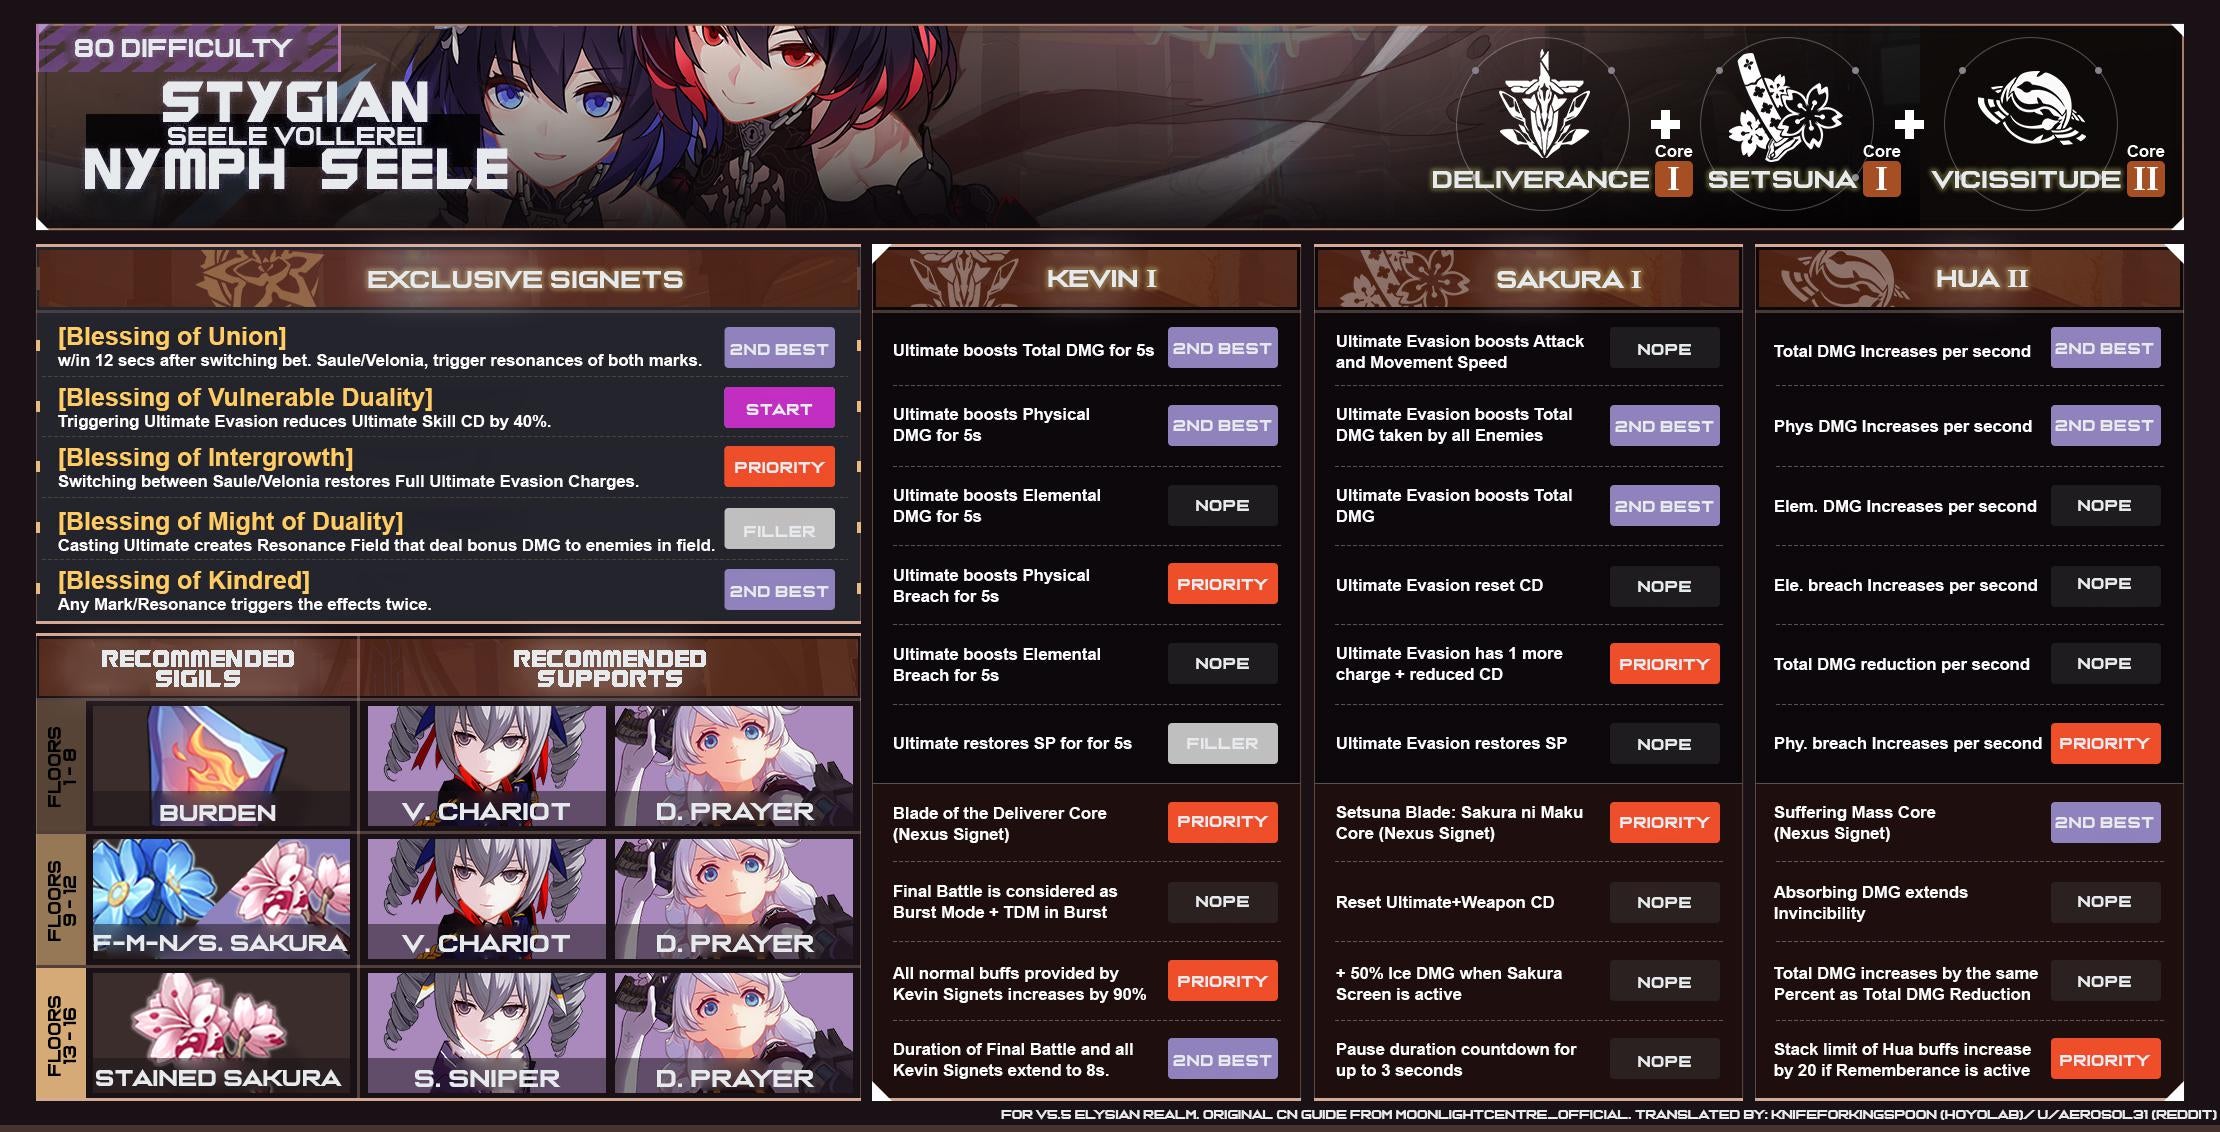 80 DIFFICULTY
STYGIAN
SEELE VOLLEREI
NYMPH SEELE
DELIVERANCE Core I
+
SETSUNA Core I
+
VICISSITUDE Core II
EXCLUSIVE SIGNETS
[Blessing of Union]
w/in 12 secs after switching bet. Saule/Velonia, trigger resonances of both marks.
2ND BEST
[Blessing of Vulnerable Duality]
Triggering Ultimate Evasion reduces Ultimate Skill CD by 40%.
START
[Blessing of Intergrowth]
Switching between Saule/Velonia restores Full Ultimate Evasion Charges.
PRIORITY
[Blessing of Might of Duality]
Casting Ultimate creates Resonance Field that deal bonus DMG to enemies in field.
FILLER
[Blessing of Kindred]
Any Mark/Resonance triggers the effects twice.
2ND BEST
RECOMMENDED
SIGILS
RECOMMENDED
SUPPORTS
FLOORS
1-8
BURDEN
V. CHARIOT
D. PRAYER
FLOORS
9-12
F-M-N/S. SAKURA
V. CHARIOT
D. PRAYER
FLOORS
13-16
STAINED SAKURA
S. SNIPER
D. PRAYER
KEVIN I
Ultimate boosts Total DMG for 5s
2ND BEST
Ultimate boosts Physical
DMG for 5s
2ND BEST
Ultimate boosts Elemental
DMG for 5s
NOPE
Ultimate boosts Physical
Breach for 5s
PRIORITY
Ultimate boosts Elemental
Breach for 5s
NOPE
Ultimate restores SP for for 5s
FILLER
Blade of the Deliverer Core
(Nexus Signet)
PRIORITY
Final Battle is considered as
Burst Mode + TDM in Burst
NOPE
All normal buffs provided by
Kevin Signets increases by 90%
PRIORITY
Duration of Final Battle and all
Kevin Signets extend to 8s.
2ND BEST
SAKURA I
Ultimate Evasion boosts Attack
and Movement Speed
NOPE
Ultimate Evasion boosts Total
DMG taken by all Enemies
2ND BEST
Ultimate Evasion boosts Total
DMG
2ND BEST
Ultimate Evasion reset CD
NOPE
Ultimate Evasion has 1 more
charge + reduced CD
PRIORITY
Ultimate Evasion restores SP
NOPE
Setsuna Blade: Sakura ni Maku
Core (Nexus Signet)
PRIORITY
Reset Ultimate+Weapon CD
NOPE
+ 50% Ice DMG when Sakura
Screen is active
NOPE
Pause duration countdown for
up to 3 seconds
NOPE
HUA II
Total DMG Increases per second
2ND BEST
Phys DMG Increases per second
2ND BEST
Elem. DMG Increases per second
NOPE
Ele. breach Increases per second
NOPE
Total DMG reduction per second
NOPE
Phy. breach Increases per second
PRIORITY
Suffering Mass Core
(Nexus Signet)
2ND BEST
Absorbing DMG extends
Invincibility
NOPE
Total DMG increases by the same
Percent as Total DMG Reduction
NOPE
Stack limit of Hua buffs increase
by 20 if Rememberance is active
PRIORITY
FOR V5.5 ELYSIAN REALM. ORIGINAL CN GUIDE FROM MOONLIGHTCENTRE_OFFICIAL. TRANSLATED BY: KNIFEFORKINGSPOON (HOYOLAB)/ U/AEROSOL31 (REDDIT)